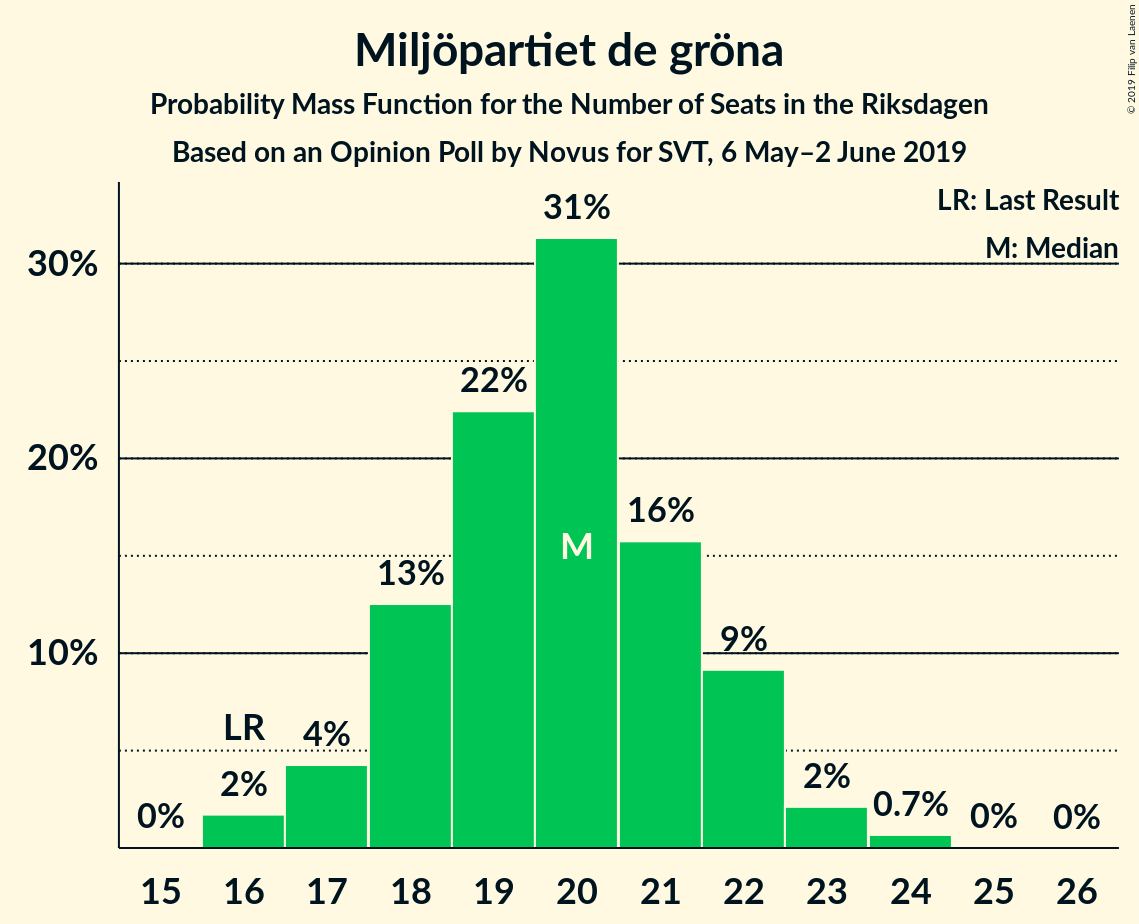 Miljöpartiet de gröna
Probability Mass Function for the Number of Seats in the Riksdagen
Based on an Opinion Poll by Novus for SVT, 6 May–2 June 2019
© 2019 Filip van Laenen
LR: Last Result
M: Median
30%
20%
10%
0%
LR
2%
4%
13%
22%
31%
M
16%
9%
2%
0.7%
0%
0%
15 16 17 18 19 20 21 22 23 24 25 26